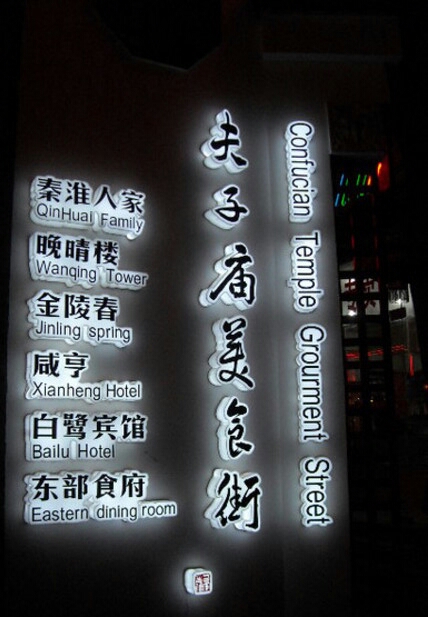 秦淮人家
QinHuai Family
晚晴楼
Wanqing Tower
金陵春
Jinling spring
咸亨
Xianheng Hotel
白鹭宾馆
Bailu Hotel
东部食府
Eastern dining room
夫子庙美食街
Confucian Temple Grourment Street